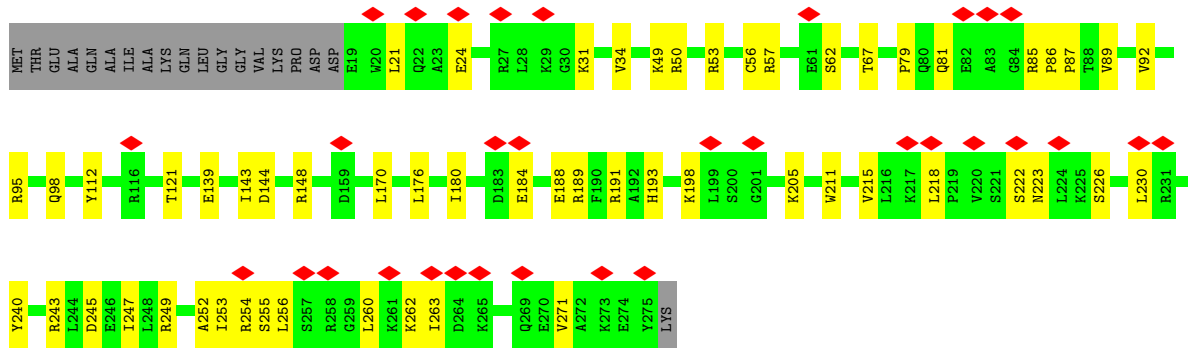 MET THR GLU ALA GLN ALA ILE ALA LYS GLN LEU GLY GLY VAL LYS PRO ASP ASP E19 W20 L21 Q22 A23 E24 R27 L28 K29 G30 K31 V34 K49 R50 R53 C56 R57 E61 S62 T67 P79 Q80 Q81 E82 A83 G84 R85 P86 P87 T88 V89 V92
R95 Q98 Y112 R116 T121 E139 I143 D144 R148 D159 L170 L176 I180 D183 E184 E188 R189 F190 R191 A192 H193 K198 L199 S200 G201 K205 W211 V215 L216 K217 L218 P219 V220 S221 S222 N223 L224 K225 S226 L230 R231
Y240 R243 L244 D245 E246 I247 L248 R249 A252 I253 R254 S255 L256 S257 R258 G259 L260 K261 K262 I263 D264 K265 Q269 E270 V271 A272 K273 E274 Y275 LYS